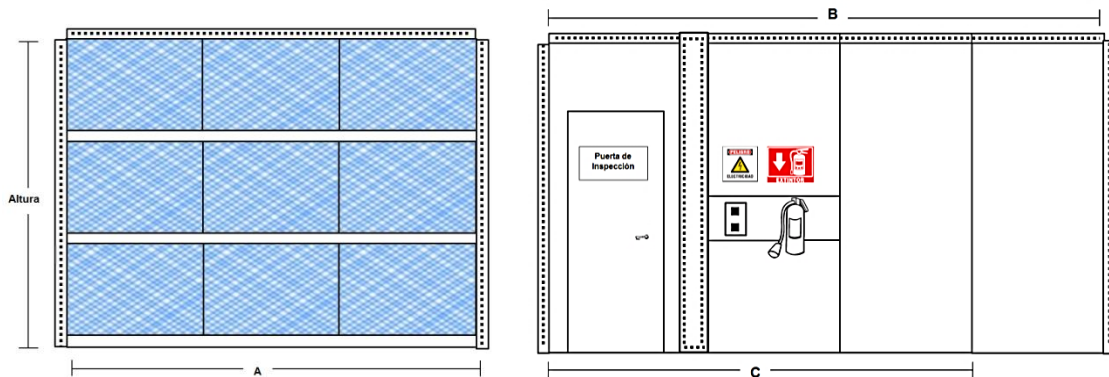 B
Altura
Puerta de
Inspección
PELIGRO
ELECTRICIDAD
EXTINTOR
A
C